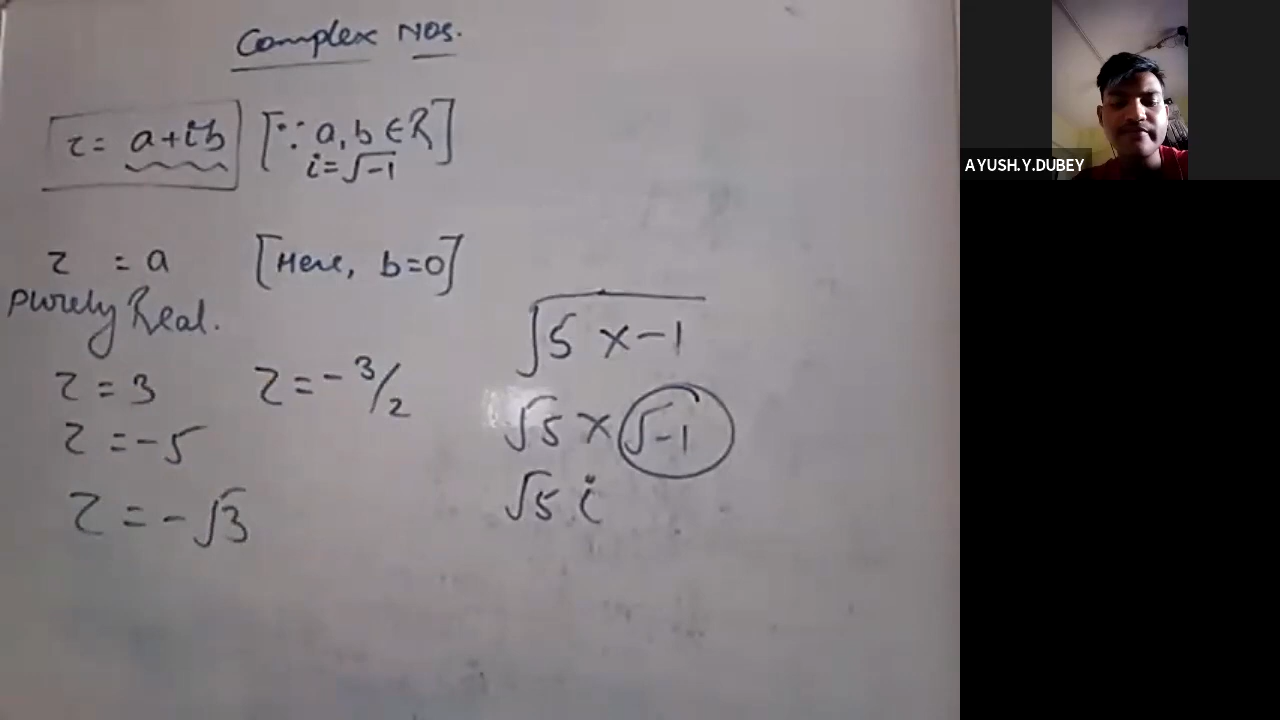 Complex Nos.
z = a+ib [∵ a, b ∈ R]
i = √-1
z = a [Here, b=0]
Purely Real.
z = 3 z = -3/2
z = -5
z = -√3
√5 x -1
√5 x √-1
√5 i
AYUSH.Y.DUBEY